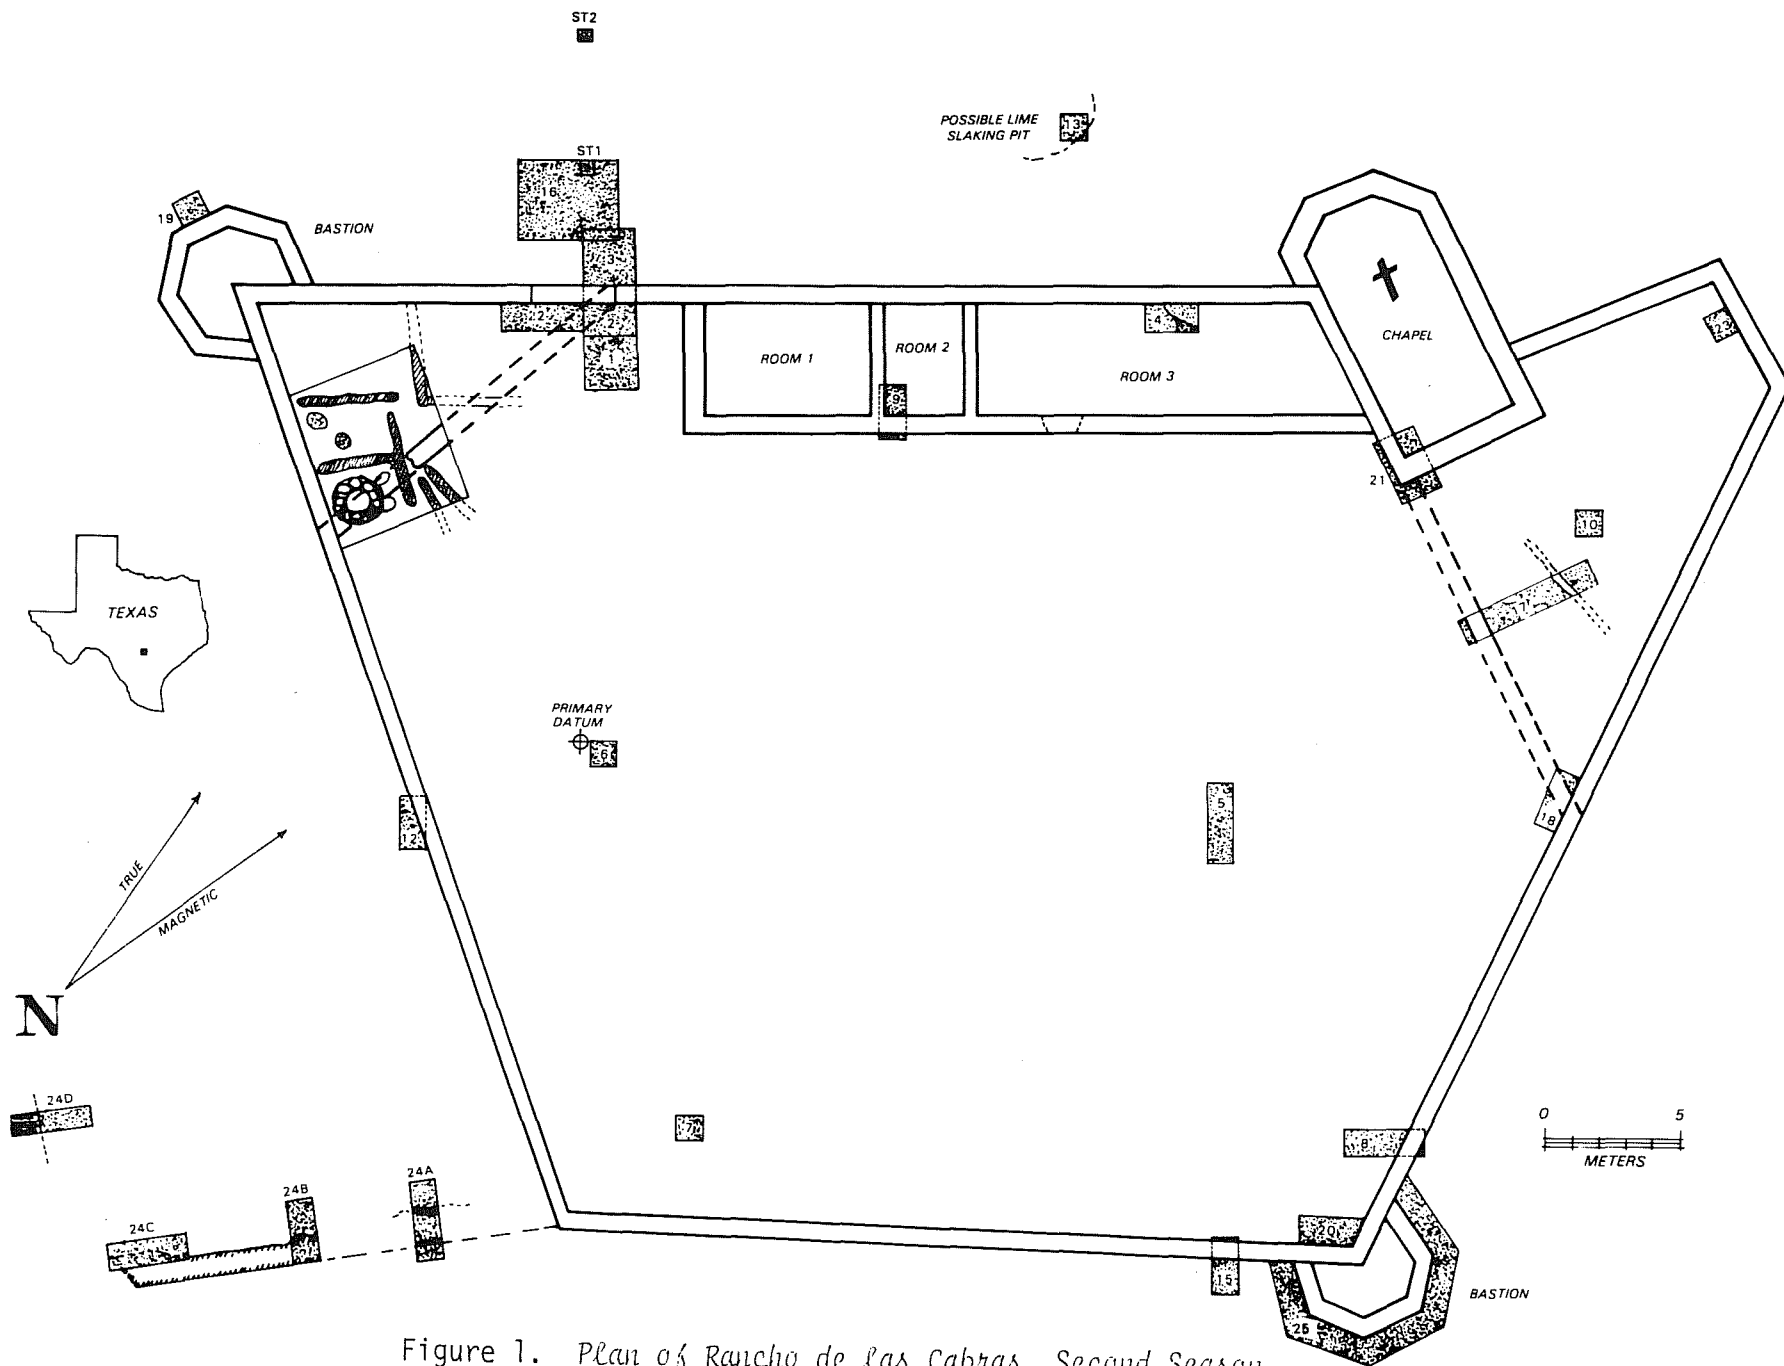 ST2
POSSIBLE LIME
SLAKING PIT
13
ST1
16
19
BASTION
3
2
2
4
1
ROOM 1
ROOM 2
ROOM 3
CHAPEL
9
21
10
17
TEXAS
PRIMARY
DATUM
6
5
12
18
TRUE
MAGNETIC
N
24D
7
8
0 5
METERS
24A
24B
24C
20
15
BASTION
25
Figure 1. Plan of Rancho de las Cabras, Second Season